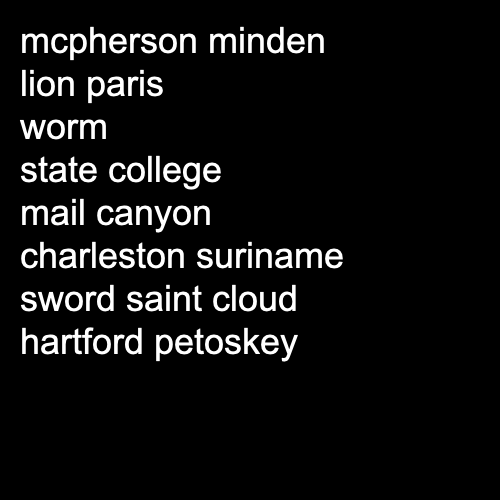 mcpherson minden
lion paris
worm
state college
mail canyon
charleston suriname
sword saint cloud
hartford petoskey